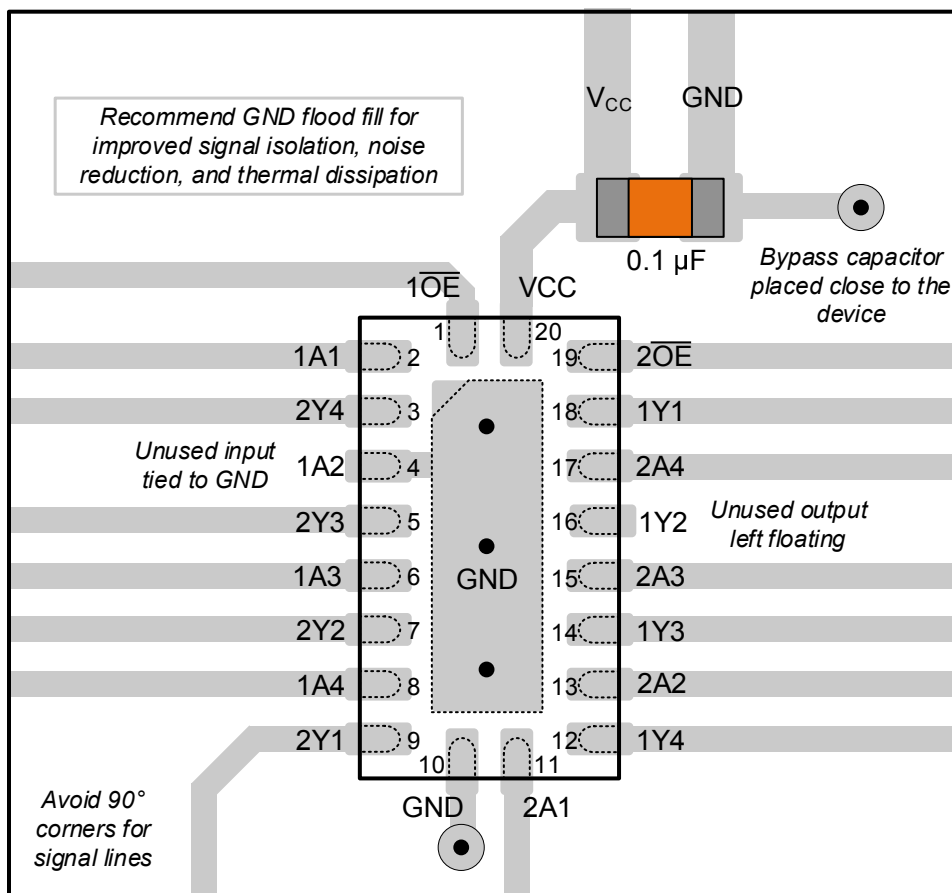 Recommend GND flood fill for
improved signal isolation, noise
reduction, and thermal dissipation
V_CC GND
0.1 µF
Bypass capacitor
placed close to the
device
1O̅E̅ VCC
1 20
1A1 2 19 2O̅E̅
2Y4 3 18 1Y1
Unused input
tied to GND
1A2 4 17 2A4
2Y3 5 16 1Y2
Unused output
left floating
1A3 6 GND 15 2A3
2Y2 7 14 1Y3
1A4 8 13 2A2
2Y1 9 12 1Y4
10 11
GND 2A1
Avoid 90°
corners for
signal lines